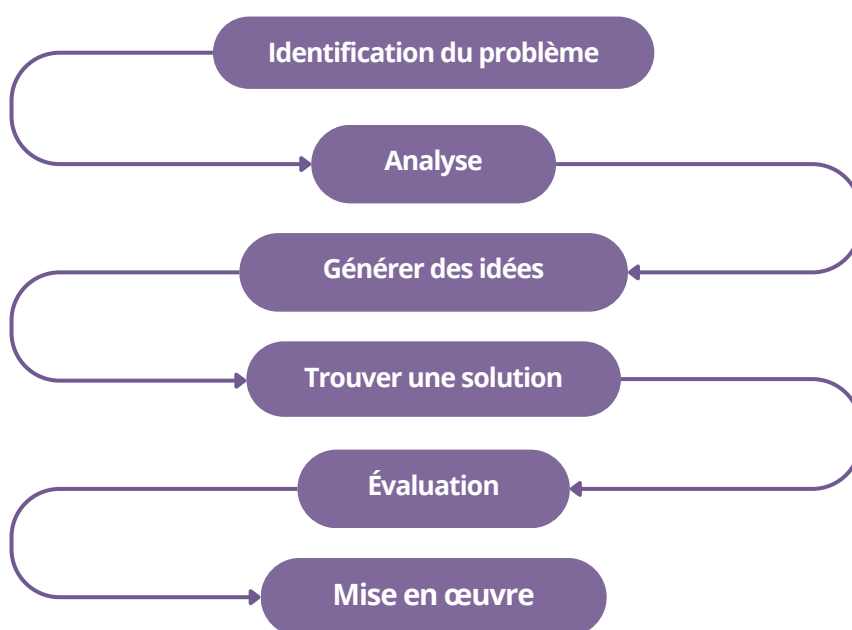 Identification du problème
Analyse
Générer des idées
Trouver une solution
Évaluation
Mise en œuvre